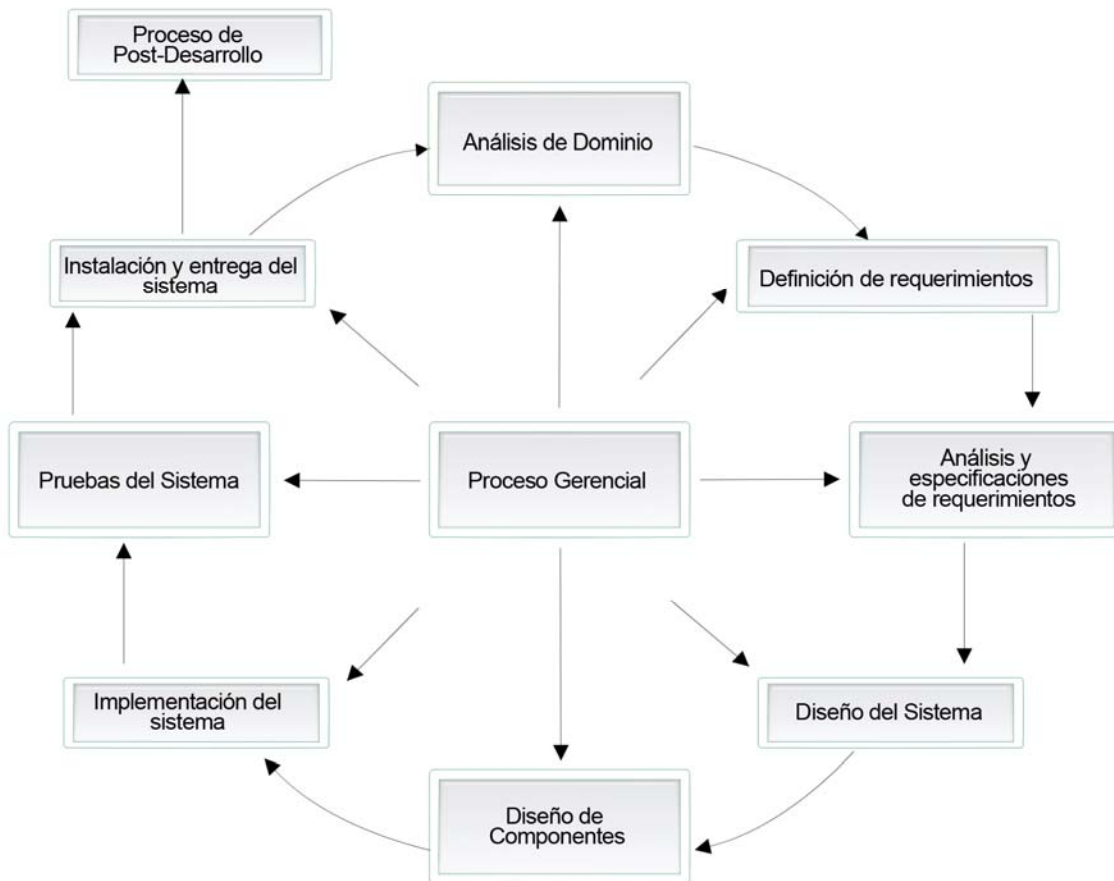 Proceso de
Post-Desarrollo
Análisis de Dominio
Instalación y entrega del
sistema
Definición de requerimientos
Pruebas del Sistema
Proceso Gerencial
Análisis y
especificaciones
de requerimientos
Implementación del
sistema
Diseño del Sistema
Diseño de
Componentes